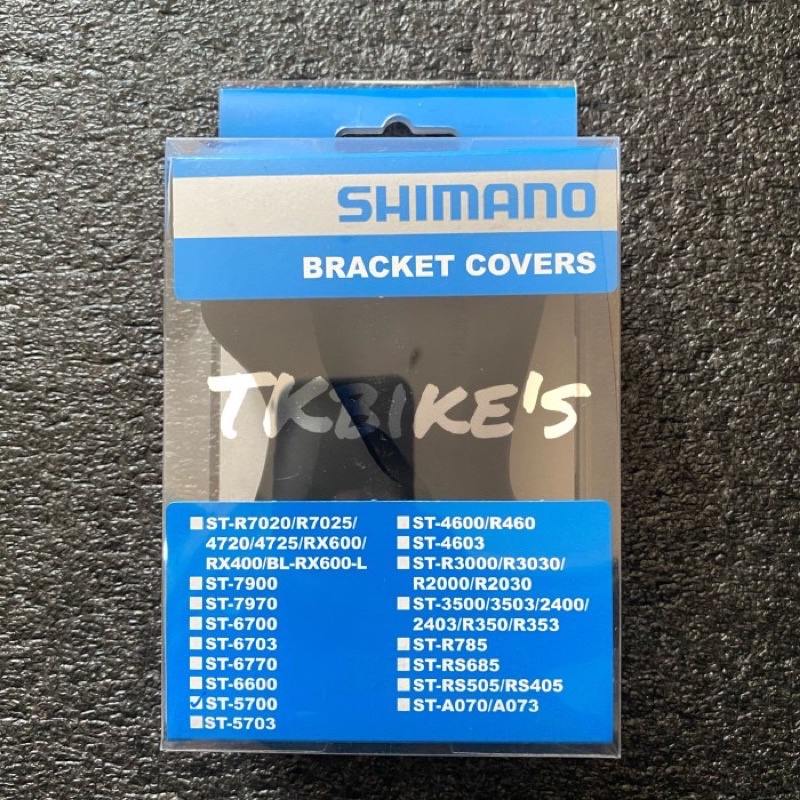 SHIMANO
BRACKET COVERS
TKBIKE'S
ST-R7020/R7025/
4720/4725/RX600/
RX400/BL-RX600-L
ST-7900
ST-7970
ST-6700
ST-6703
ST-6770
ST-6600
ST-5700
ST-5703
ST-4600/R460
ST-4603
ST-R3000/R3030/
R2000/R2030
ST-3500/3503/2400/
2403/R350/R353
ST-R785
ST-RS685
ST-RS505/RS405
ST-A070/A073